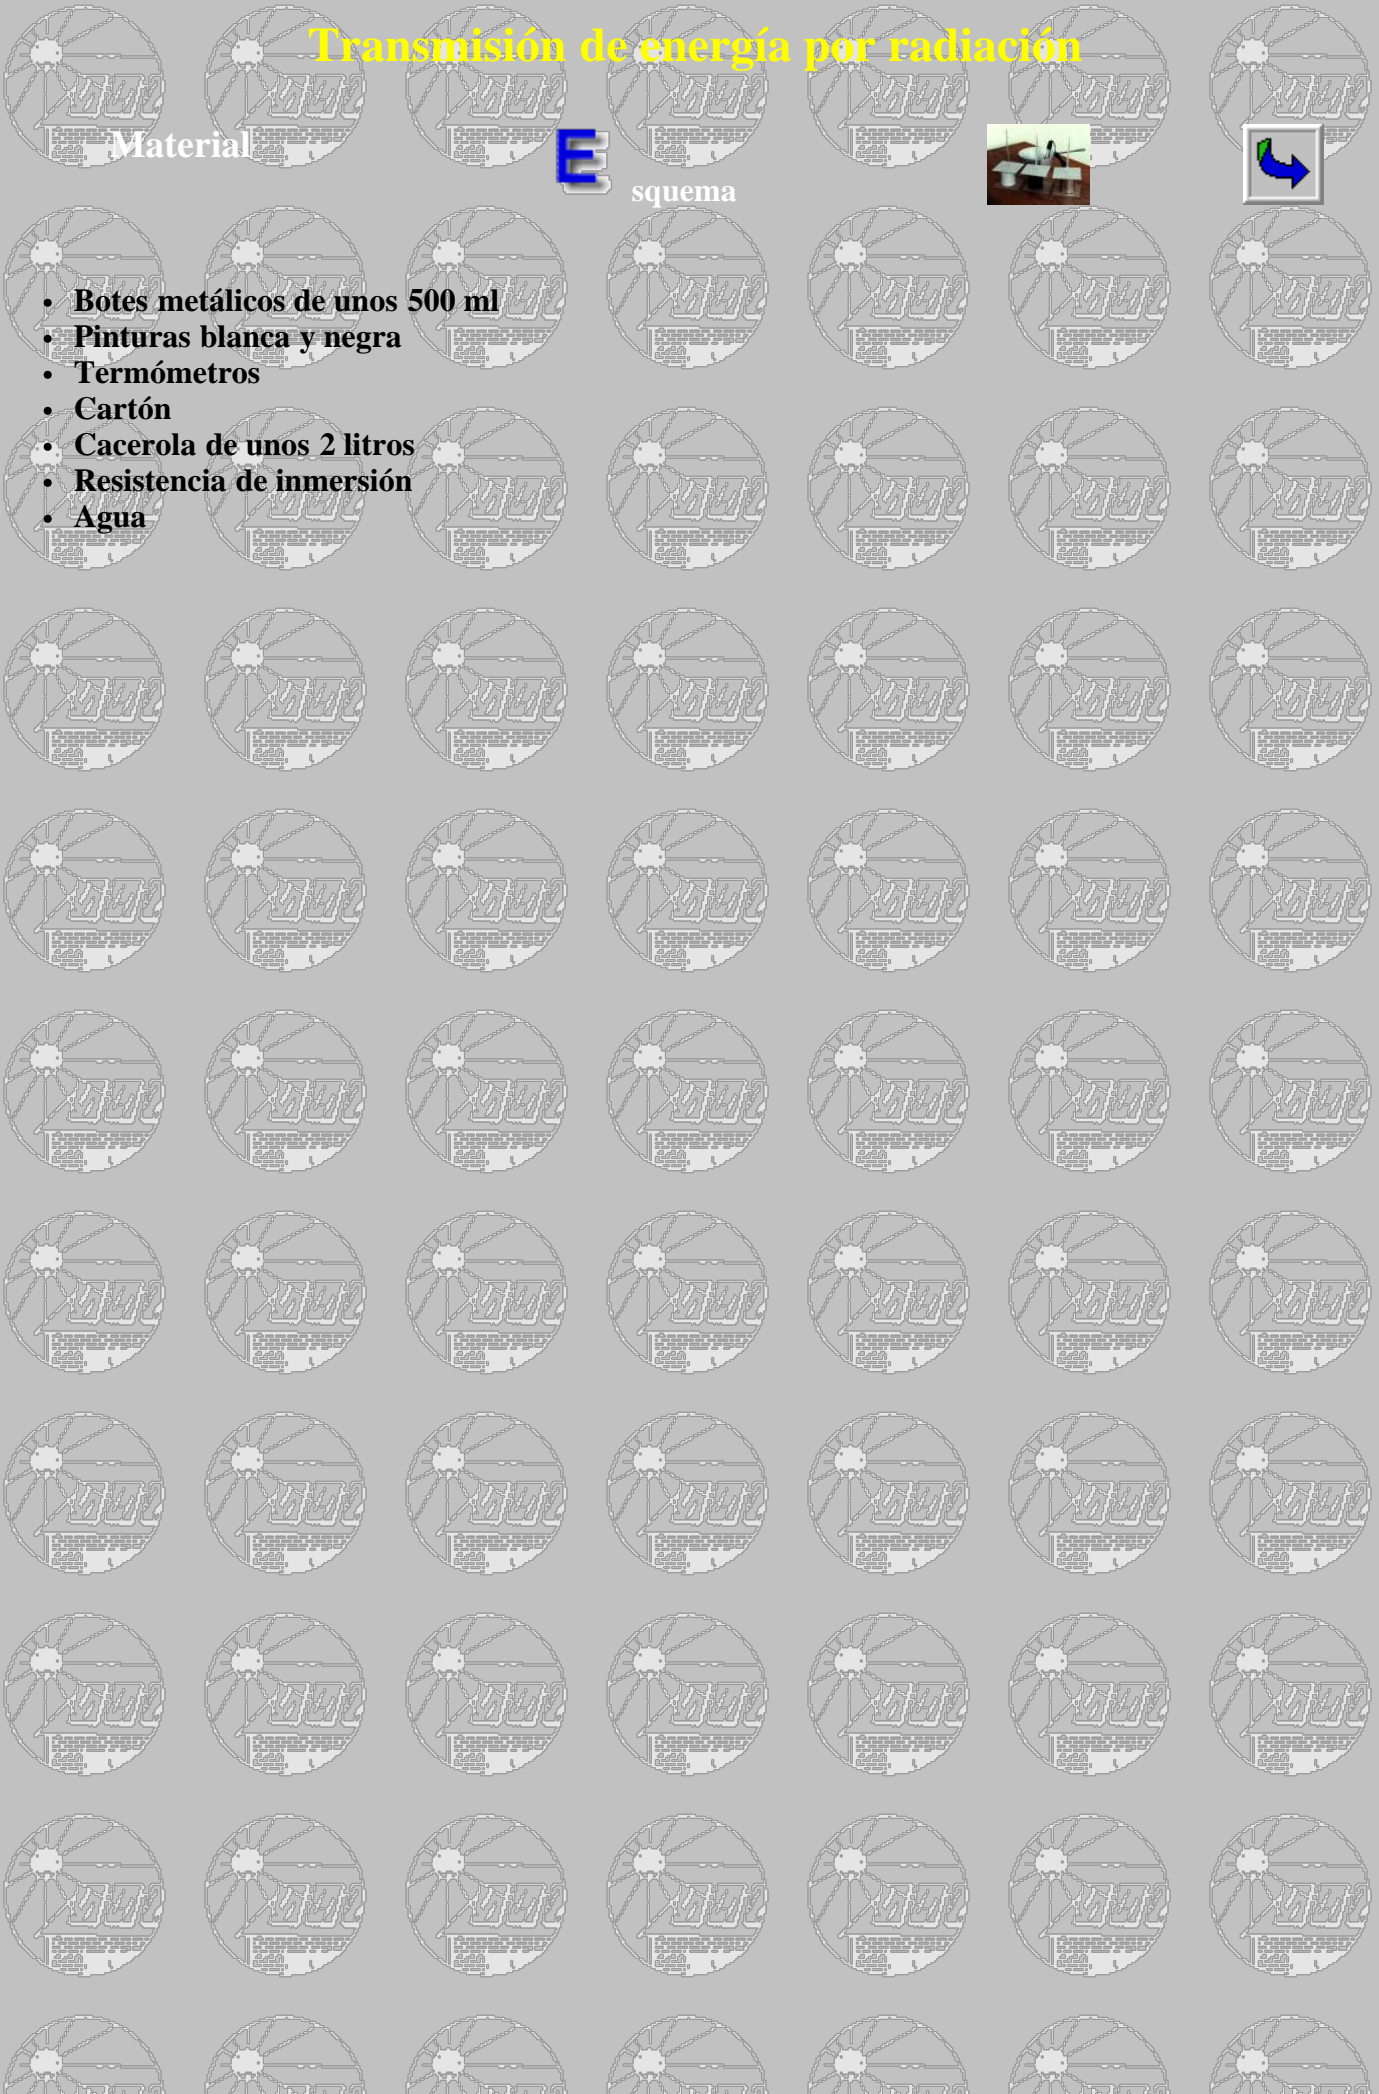 Transmisión de energía por radiación
Material
Esquema
Botes metálicos de unos 500 ml
Pinturas blanca y negra
Termómetros
Cartón
Cacerola de unos 2 litros
Resistencia de inmersión
Agua